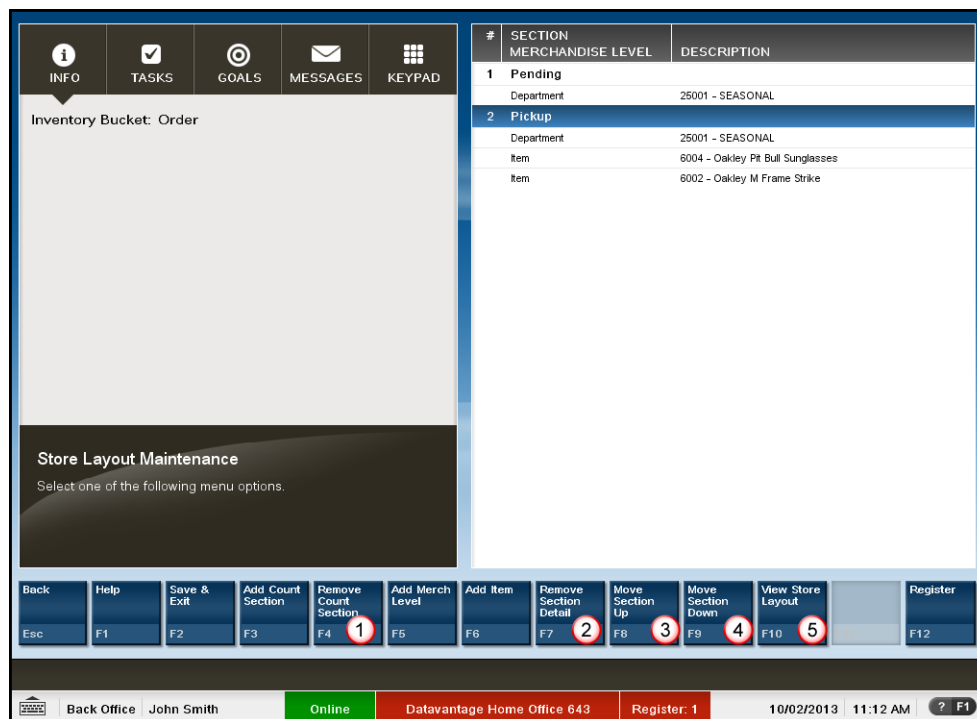 INFO
TASKS
GOALS
MESSAGES
KEYPAD
Inventory Bucket: Order
Store Layout Maintenance
Select one of the following menu options.
# SECTION
MERCHANDISE LEVEL DESCRIPTION
1 Pending
Department 25001 - SEASONAL
2 Pickup
Department 25001 - SEASONAL
Item 6004 - Oakley Pit Bull Sunglasses
Item 6002 - Oakley M Frame Strike
Back
Esc
Help
F1
Save &
Exit
F2
Add Count
Section
F3
Remove
Count
Section
F4 1
Add Merch
Level
F5
Add Item
F6
Remove
Section
Detail
F7 2
Move
Section
Up
F8 3
Move
Section
Down
F9 4
View Store
Layout
F10 5
Register
F12
Back Office John Smith Online Datavantage Home Office 643 Register: 1 10/02/2013 11:12 AM ? F1